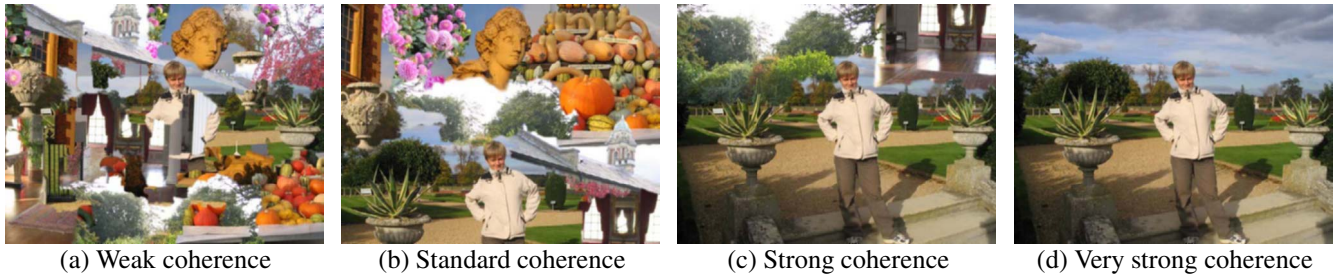 (a) Weak coherence
(b) Standard coherence
(c) Strong coherence
(d) Very strong coherence